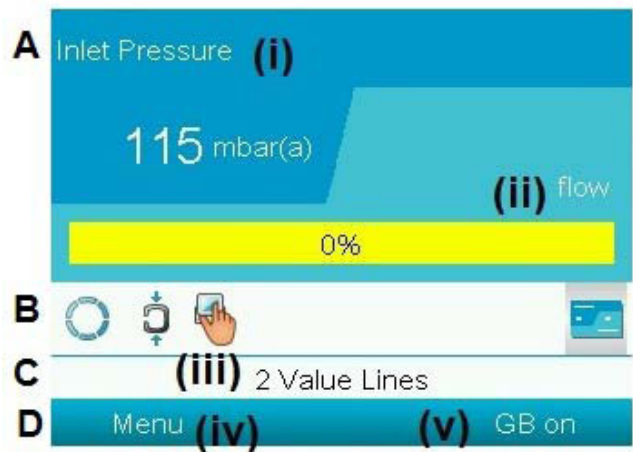 A Inlet Pressure (i)
115 mbar(a)
(ii) flow
0%
B
(iii)
C 2 Value Lines
D Menu (iv) (v) GB on